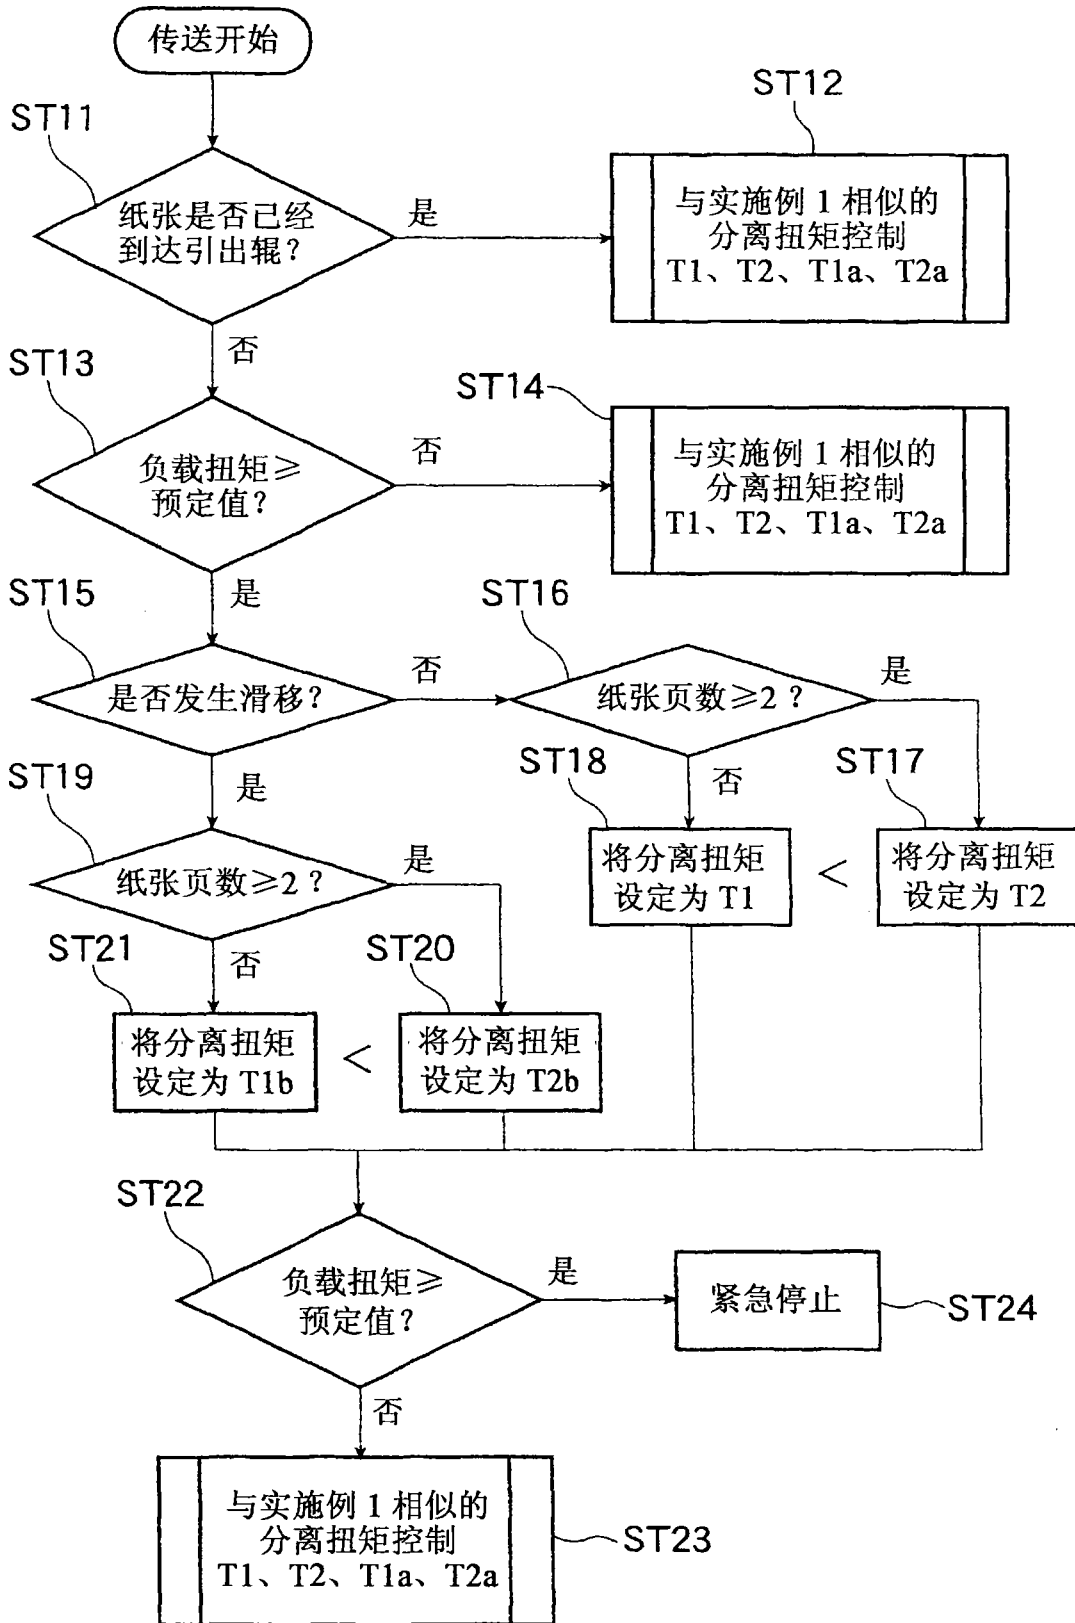 传送开始
ST11
ST12
纸张是否已经
到达引出辊？
是
与实施例 1 相似的
分离扭矩控制
T1、T2、T1a、T2a
否
ST13
ST14
负载扭矩≥
预定值？
否
与实施例 1 相似的
分离扭矩控制
T1、T2、T1a、T2a
是
ST15
ST16
是否发生滑移？
否
纸张页数≥2？
是
ST19
是
ST18
否
ST17
纸张页数≥2？
是
将分离扭矩
设定为 T1
<
将分离扭矩
设定为 T2
ST21
否
ST20
将分离扭矩
设定为 T1b
<
将分离扭矩
设定为 T2b
ST22
负载扭矩≥
预定值？
是
紧急停止
ST24
否
与实施例 1 相似的
分离扭矩控制
T1、T2、T1a、T2a
ST23